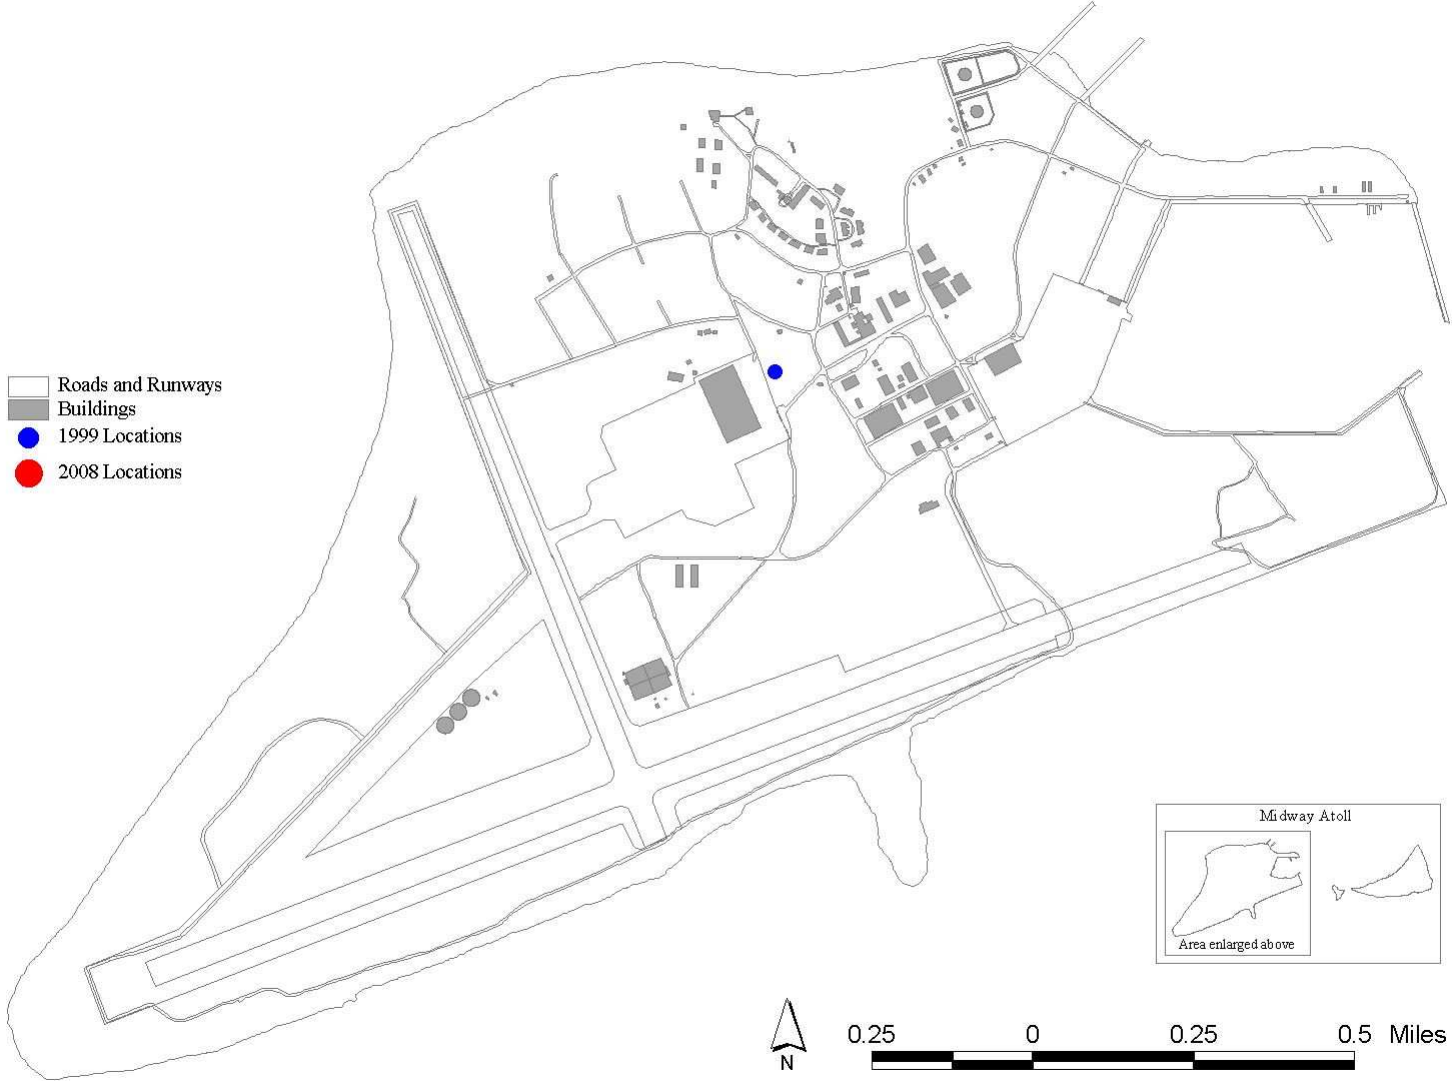 Roads and Runways
Buildings
1999 Locations
2008 Locations
Midway Atoll
Area enlarged above
N
0.25 0 0.25 0.5 Miles